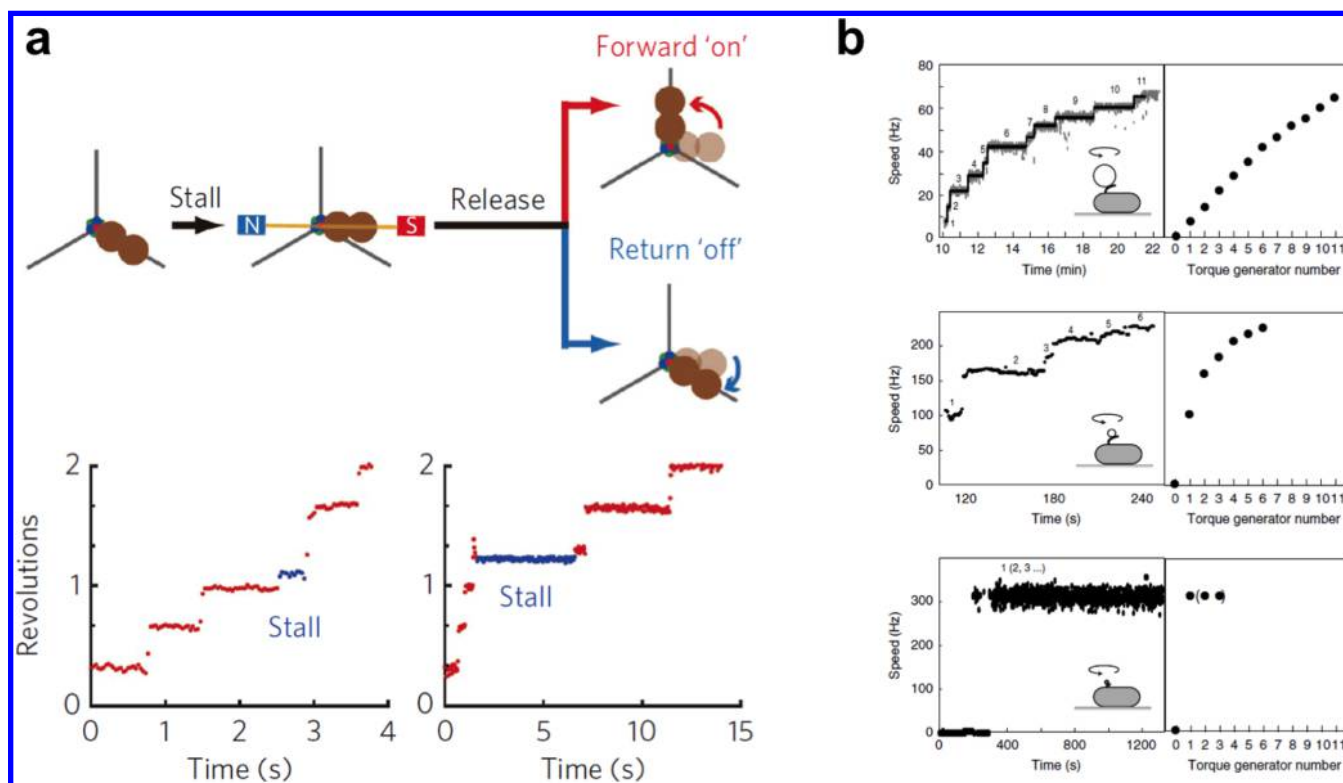 a
Forward 'on'
Stall
N
S
Release
Return 'off'
2
1
0
Revolutions
Stall
0 1 2 3 4
Time (s)
2
1
0
Stall
0 5 10 15
Time (s)
b
80
60
40
20
0
Speed (Hz)
1
2
3
4
5
6
7
8
9
10
11
10 12 14 16 18 20 22
Time (min)
0 1 2 3 4 5 6 7 8 9 1011
Torque generator number
200
150
100
50
0
Speed (Hz)
1
2
3
4
5
6
120 180 240
Time (s)
0 1 2 3 4 5 6 7 8 9 1011
Torque generator number
300
200
100
0
Speed (Hz)
1 (2, 3 ...)
0 400 800 1200
Time (s)
( )
0 1 2 3 4 5 6 7 8 9 1011
Torque generator number